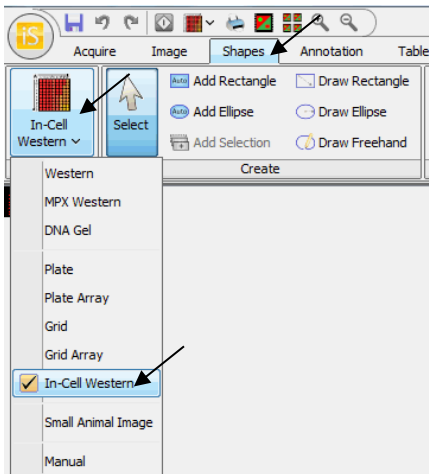 iS
Acquire Image Shapes Annotation Table
In-Cell
Western
Select
Auto Add Rectangle
Auto Add Ellipse
Add Selection
Draw Rectangle
Draw Ellipse
Draw Freehand
Create
Western
MPX Western
DNA Gel
Plate
Plate Array
Grid
Grid Array
In-Cell Western
Small Animal Image
Manual